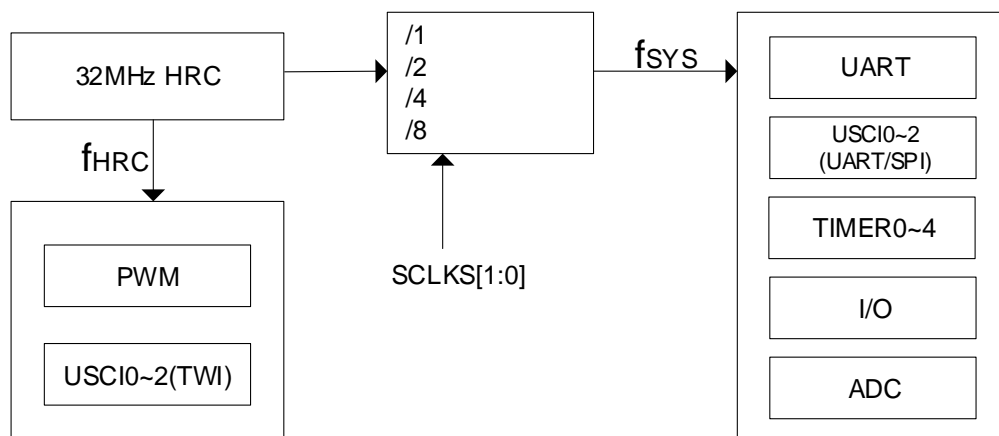 32MHz HRC
/1
/2
/4
/8
fSYS
fHRC
SCLKS[1:0]
PWM
USCI0~2(TWI)
UART
USCI0~2
(UART/SPI)
TIMER0~4
I/O
ADC